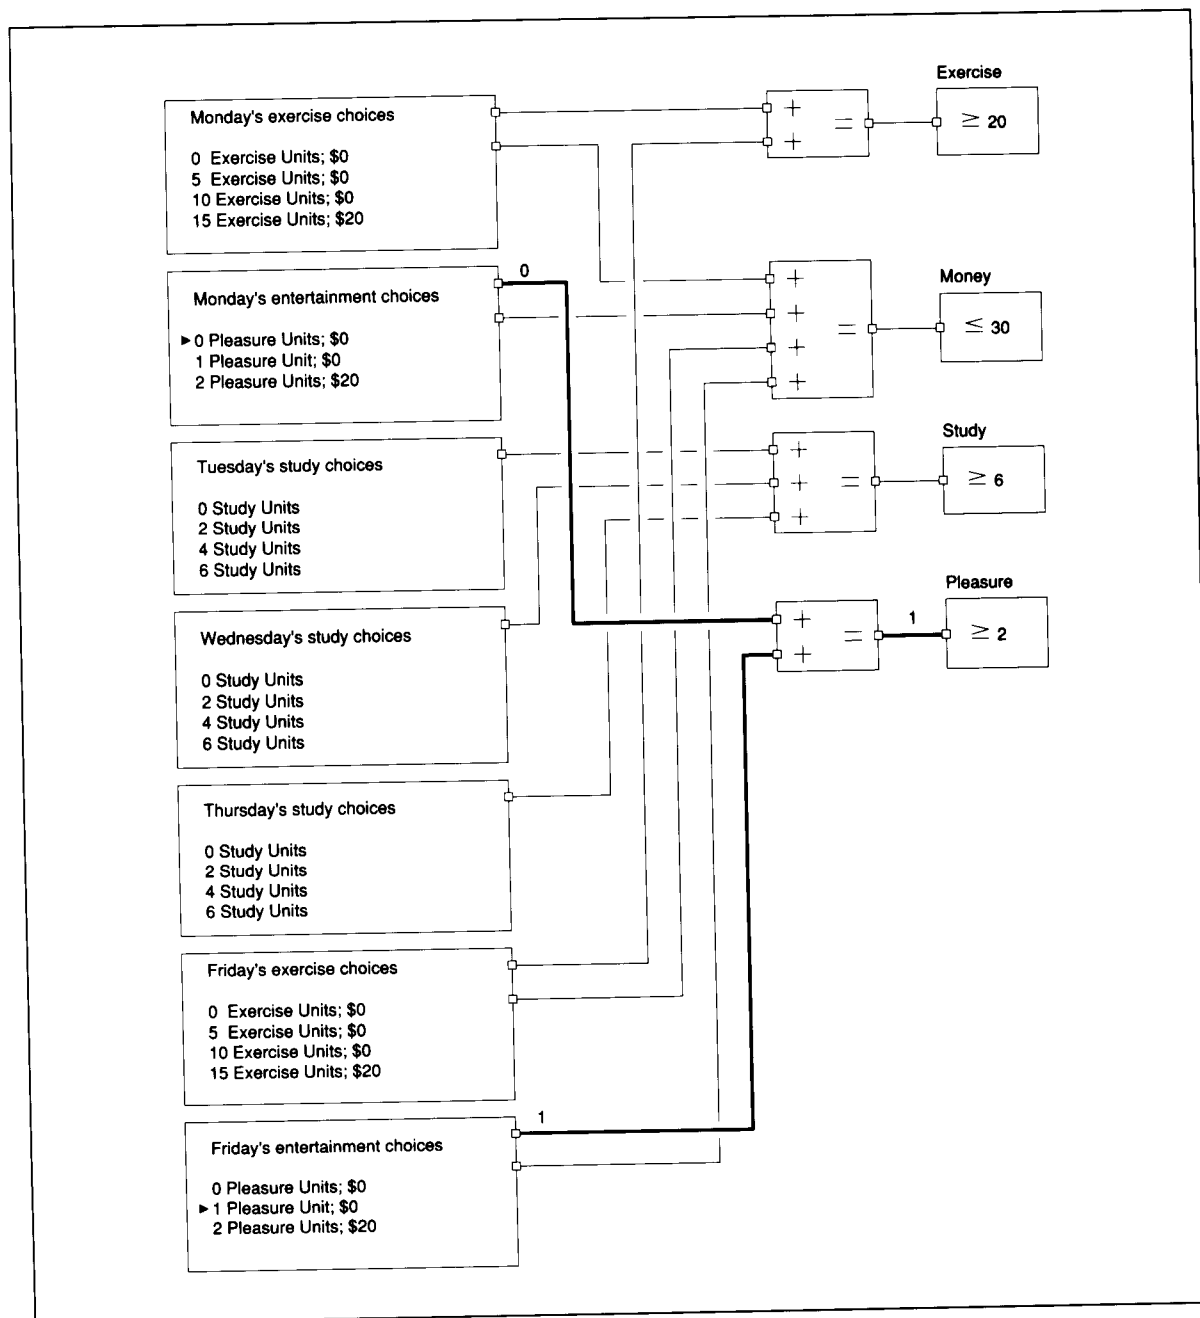 Monday's exercise choices
0 Exercise Units; $0
5 Exercise Units; $0
10 Exercise Units; $0
15 Exercise Units; $20
Monday's entertainment choices
►0 Pleasure Units; $0
1 Pleasure Unit; $0
2 Pleasure Units; $20
0
Tuesday's study choices
0 Study Units
2 Study Units
4 Study Units
6 Study Units
Wednesday's study choices
0 Study Units
2 Study Units
4 Study Units
6 Study Units
Thursday's study choices
0 Study Units
2 Study Units
4 Study Units
6 Study Units
Friday's exercise choices
0 Exercise Units; $0
5 Exercise Units; $0
10 Exercise Units; $0
15 Exercise Units; $20
Friday's entertainment choices
0 Pleasure Units; $0
►1 Pleasure Unit; $0
2 Pleasure Units; $20
1
+
+
=
Exercise
≥ 20
+
+
+
+
=
Money
≤ 30
+
+
+
=
Study
≥ 6
+
+
=
1
Pleasure
≥ 2